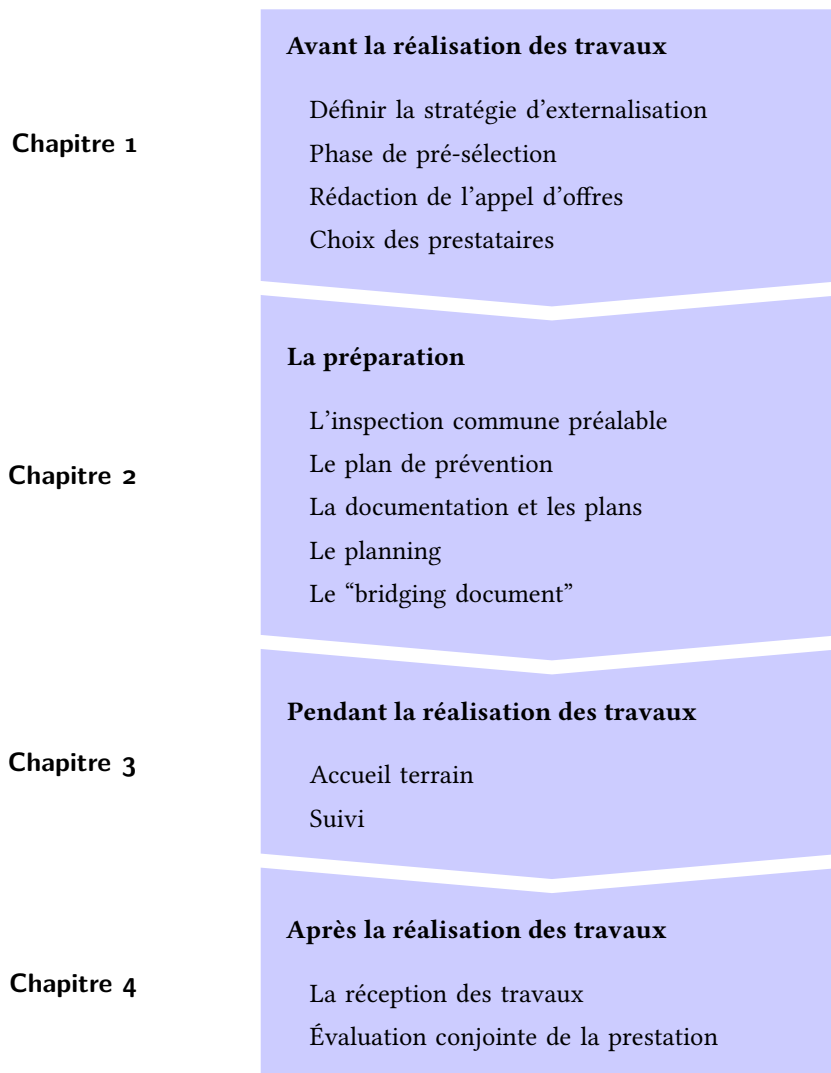 Avant la réalisation des travaux
Chapitre 1
Définir la stratégie d'externalisation
Phase de pré-sélection
Rédaction de l'appel d'offres
Choix des prestataires
La préparation
Chapitre 2
L'inspection commune préalable
Le plan de prévention
La documentation et les plans
Le planning
Le “bridging document”
Pendant la réalisation des travaux
Chapitre 3
Accueil terrain
Suivi
Après la réalisation des travaux
Chapitre 4
La réception des travaux
Évaluation conjointe de la prestation